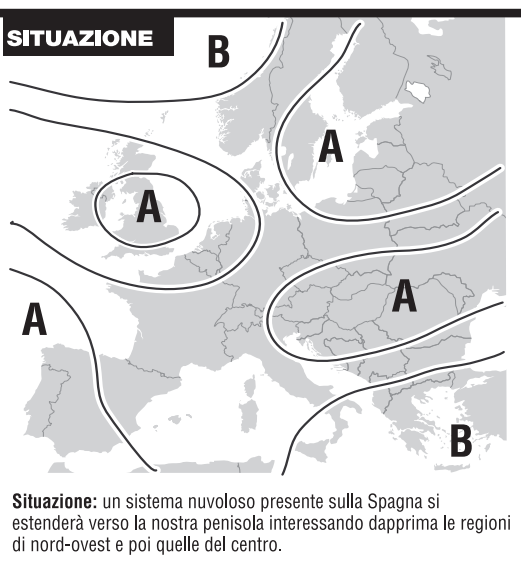 SITUAZIONE
B
A
A
A
A
B
Situazione: un sistema nuvoloso presente sulla Spagna si
estenderà verso la nostra penisola interessando dapprima le regioni
di nord-ovest e poi quelle del centro.